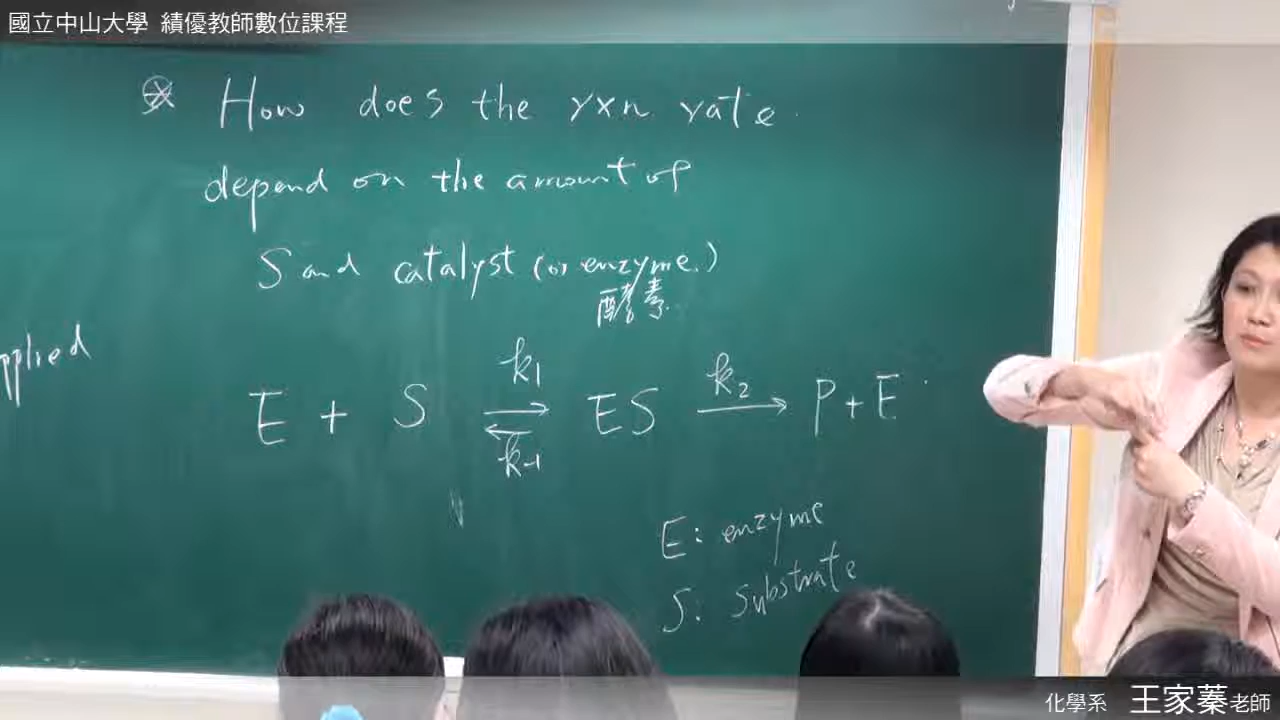 國立中山大學 績優教師數位課程
⊛ How does the rxn rate
depend on the amount of
S and catalyst (or enzyme.)
酵素
pplied
k1
k2
E + S ⇌ ES → P + E
k-1
E: enzyme
S: substrate
化學系 王家蓁老師